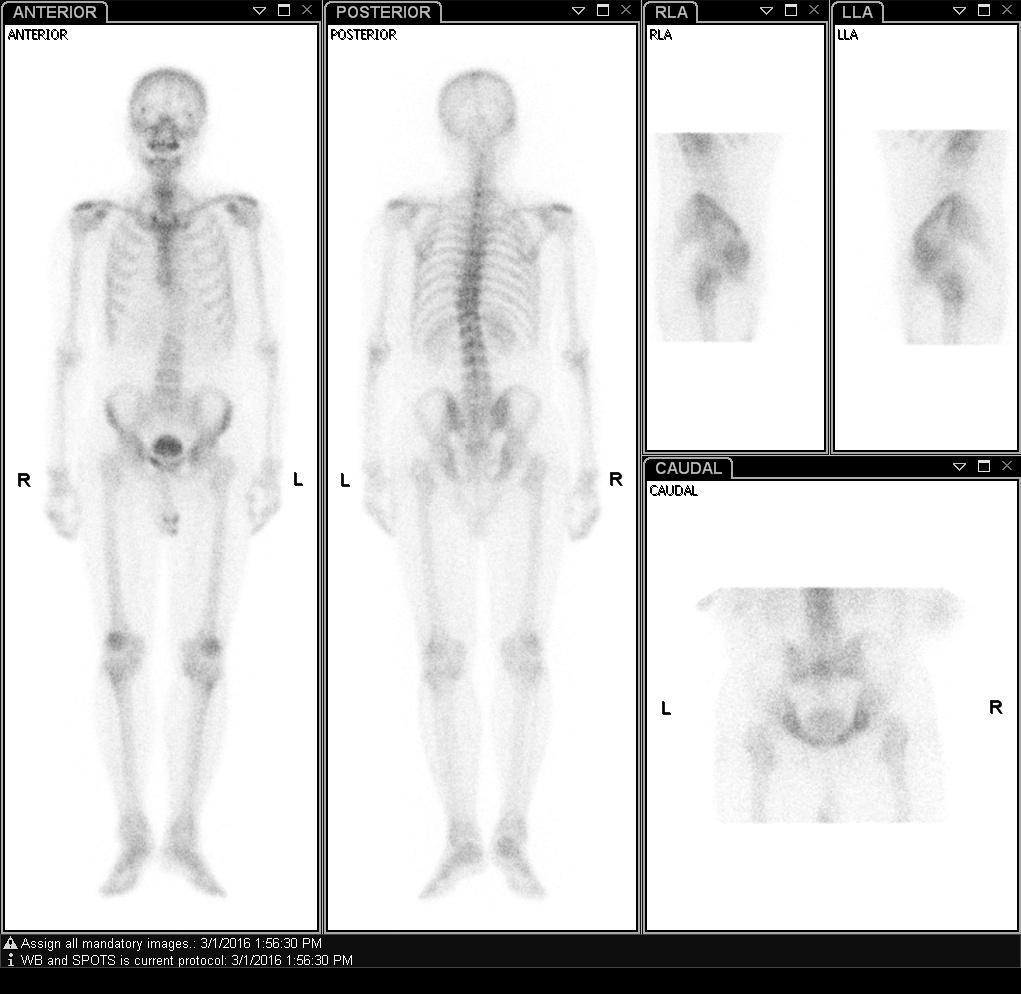 ANTERIOR
POSTERIOR
RLA
LLA
ANTERIOR
POSTERIOR
RLA
LLA
R
L
L
R
CAUDAL
CAUDAL
L
R
Assign all mandatory images.: 3/1/2016 1:56:30 PM
WB and SPOTS is current protocol: 3/1/2016 1:56:30 PM